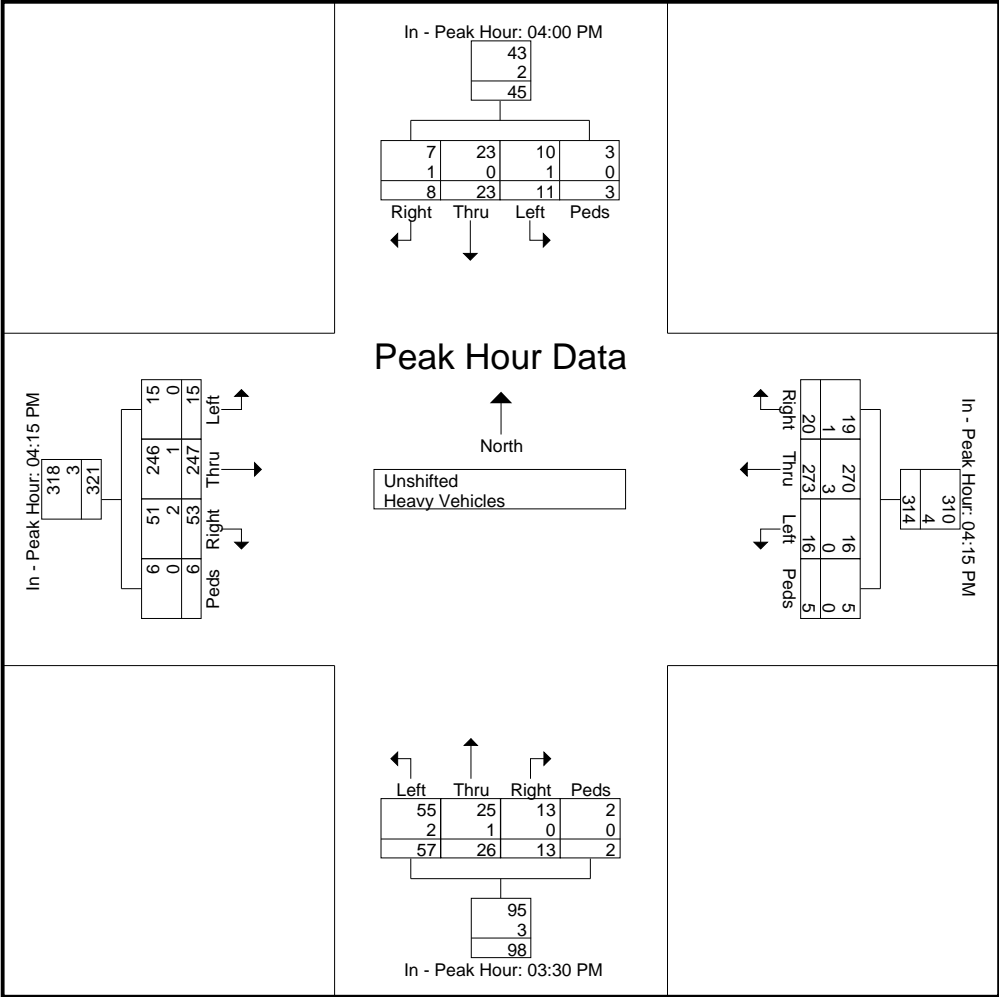 In - Peak Hour: 04:00 PM
43
2
45
7 23 10 3
1 0 1 0
8 23 11 3
Right Thru Left Peds
Peak Hour Data
North
Unshifted
Heavy Vehicles
In - Peak Hour: 04:15 PM
318
3
321
15 0 15 Left
246 1 247 Thru
51 2 53 Right
6 0 6 Peds
In - Peak Hour: 04:15 PM
310
4
314
Right 20 1 19
Thru 273 3 270
Left 16 0 16
Peds 5 0 5
Left Thru Right Peds
55 25 13 2
2 1 0 0
57 26 13 2
95
3
98
In - Peak Hour: 03:30 PM